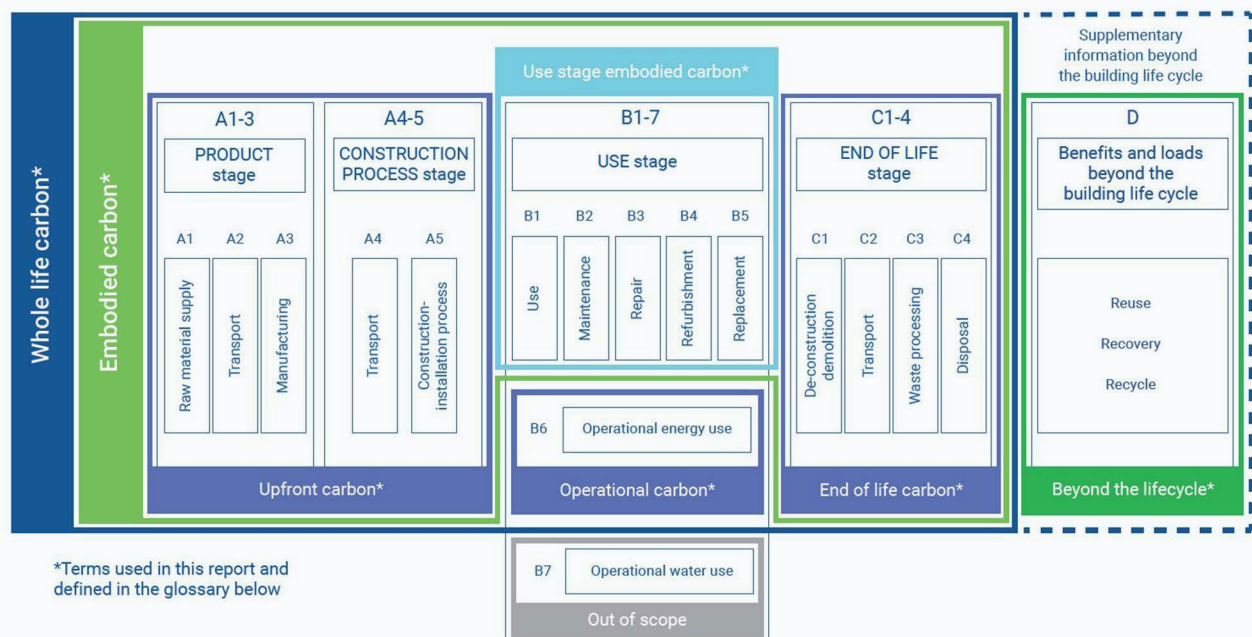 Whole life carbon*
Embodied carbon*
Use stage embodied carbon*
Supplementary
information beyond
the building life cycle
A1-3
PRODUCT
stage
A1
A2
A3
Raw material supply
Transport
Manufacturing
A4-5
CONSTRUCTION
PROCESS stage
A4
A5
Transport
Construction-
installation process
Upfront carbon*
B1-7
USE stage
B1
B2
B3
B4
B5
Use
Maintenance
Repair
Refurbishment
Replacement
B6
Operational energy use
Operational carbon*
B7
Operational water use
Out of scope
C1-4
END OF LIFE
stage
C1
C2
C3
C4
De-construction
demolition
Transport
Waste processing
Disposal
End of life carbon*
D
Benefits and loads
beyond the
building life cycle
Reuse
Recovery
Recycle
Beyond the lifecycle*
*Terms used in this report and
defined in the glossary below